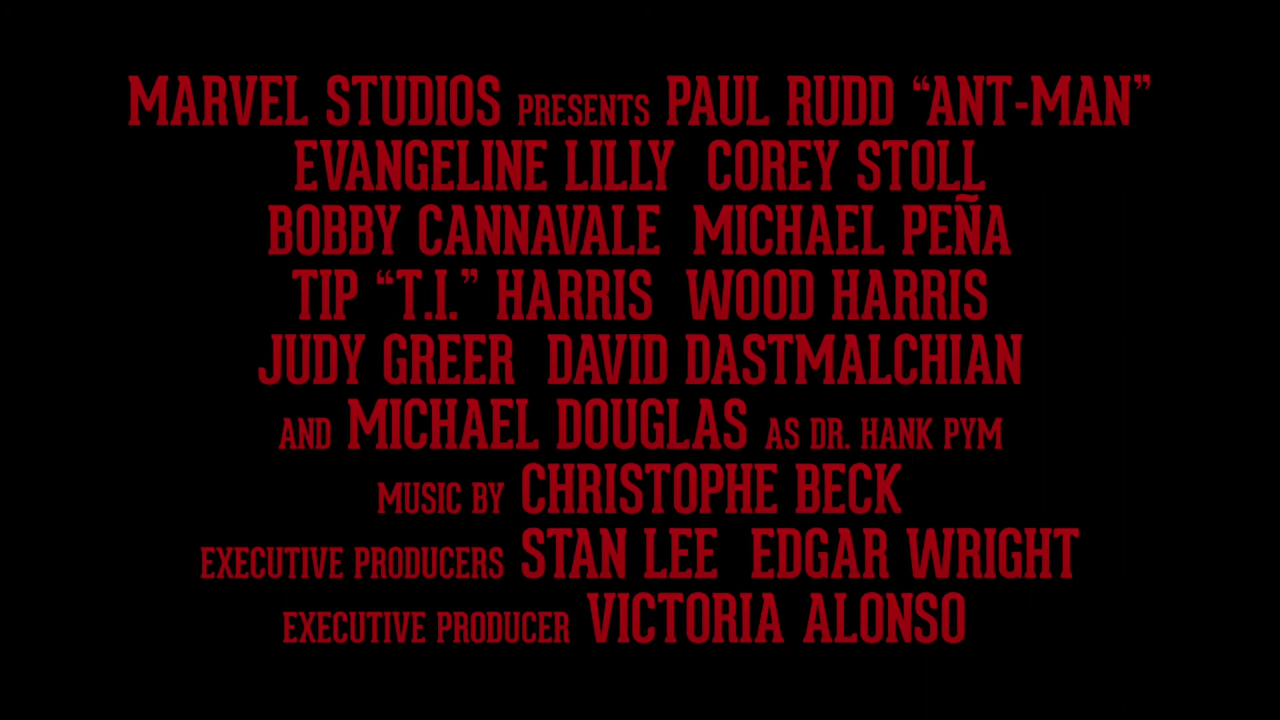 MARVEL STUDIOS PRESENTS PAUL RUDD “ANT-MAN”
EVANGELINE LILLY COREY STOLL
BOBBY CANNAVALE MICHAEL PEÑA
TIP “T.I.” HARRIS WOOD HARRIS
JUDY GREER DAVID DASTMALCHIAN
AND MICHAEL DOUGLAS AS DR. HANK PYM
MUSIC BY CHRISTOPHE BECK
EXECUTIVE PRODUCERS STAN LEE EDGAR WRIGHT
EXECUTIVE PRODUCER VICTORIA ALONSO